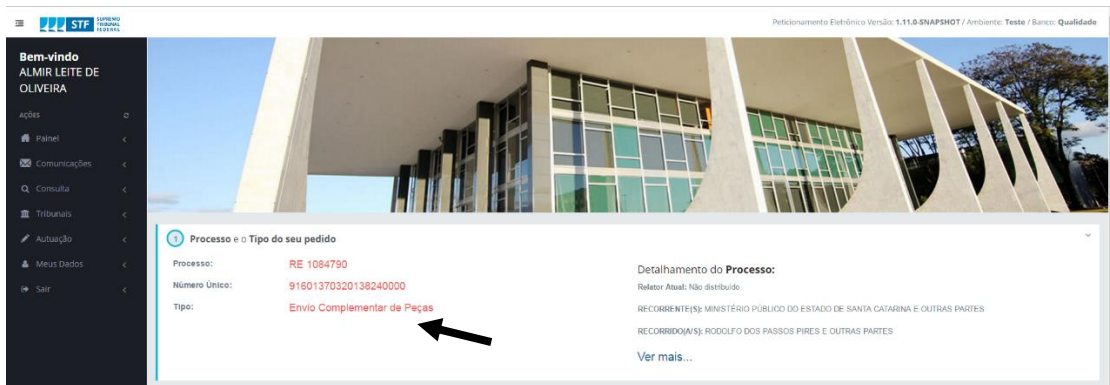 STF SUPREMO TRIBUNAL FEDERAL
Peticionamento Eletrônico Versão: 1.11.0-SNAPSHOT / Ambiente: Teste / Banco: Qualidade
Bem-vindo
ALMIR LEITE DE
OLIVEIRA
AÇÕES
Painel
Comunicações
Consulta
Tribunais
Autuação
Meus Dados
Sair
1 Processo e o Tipo do seu pedido
Processo: RE 1084790
Número Único: 91601370320138240000
Tipo: Envio Complementar de Peças
Detalhamento do Processo:
Relator Atual: Não distribuído
RECORRENTE(S): MINISTÉRIO PÚBLICO DO ESTADO DE SANTA CATARINA E OUTRAS PARTES
RECORRIDO(A/S): RODOLFO DOS PASSOS PIRES E OUTRAS PARTES
Ver mais...